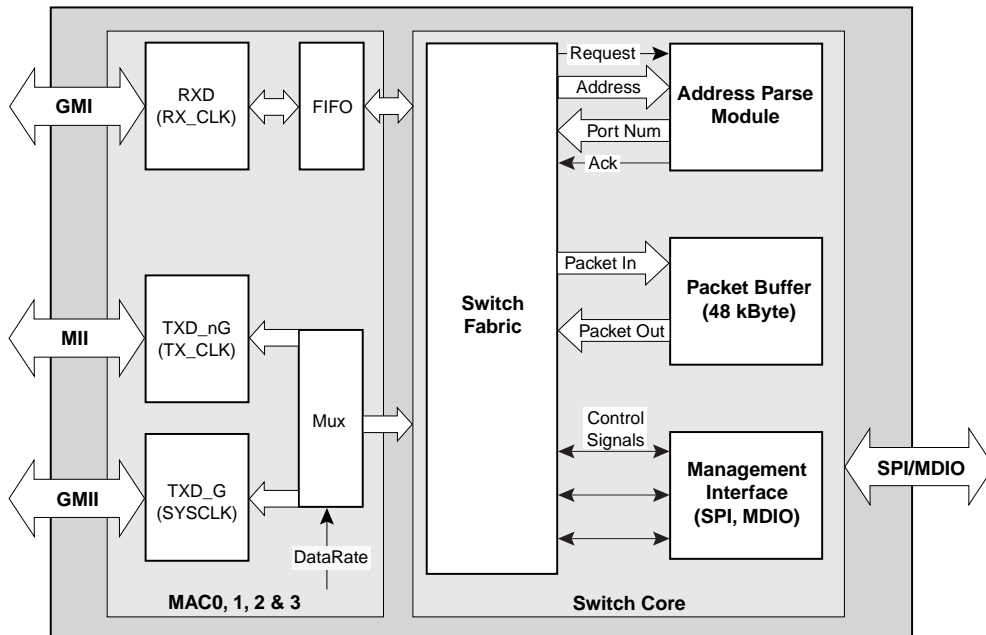 GMI
RXD
(RX_CLK)
FIFO
MII
TXD_nG
(TX_CLK)
Mux
GMII
TXD_G
(SYSCLK)
DataRate
MAC0, 1, 2 & 3
Switch
Fabric
Request
Address
Port Num
Ack
Address Parse
Module
Packet In
Packet Out
Packet Buffer
(48 kByte)
Control
Signals
Management
Interface
(SPI, MDIO)
Switch Core
SPI/MDIO